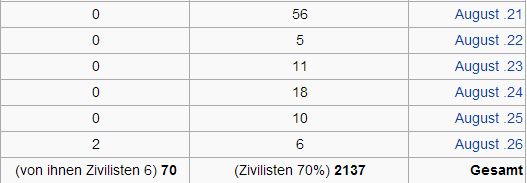 0 56 August .21
0 5 August .22
0 11 August .23
0 18 August .24
0 10 August .25
2 6 August .26
(von ihnen Zivilisten 6) 70 (Zivilisten 70%) 2137 Gesamt